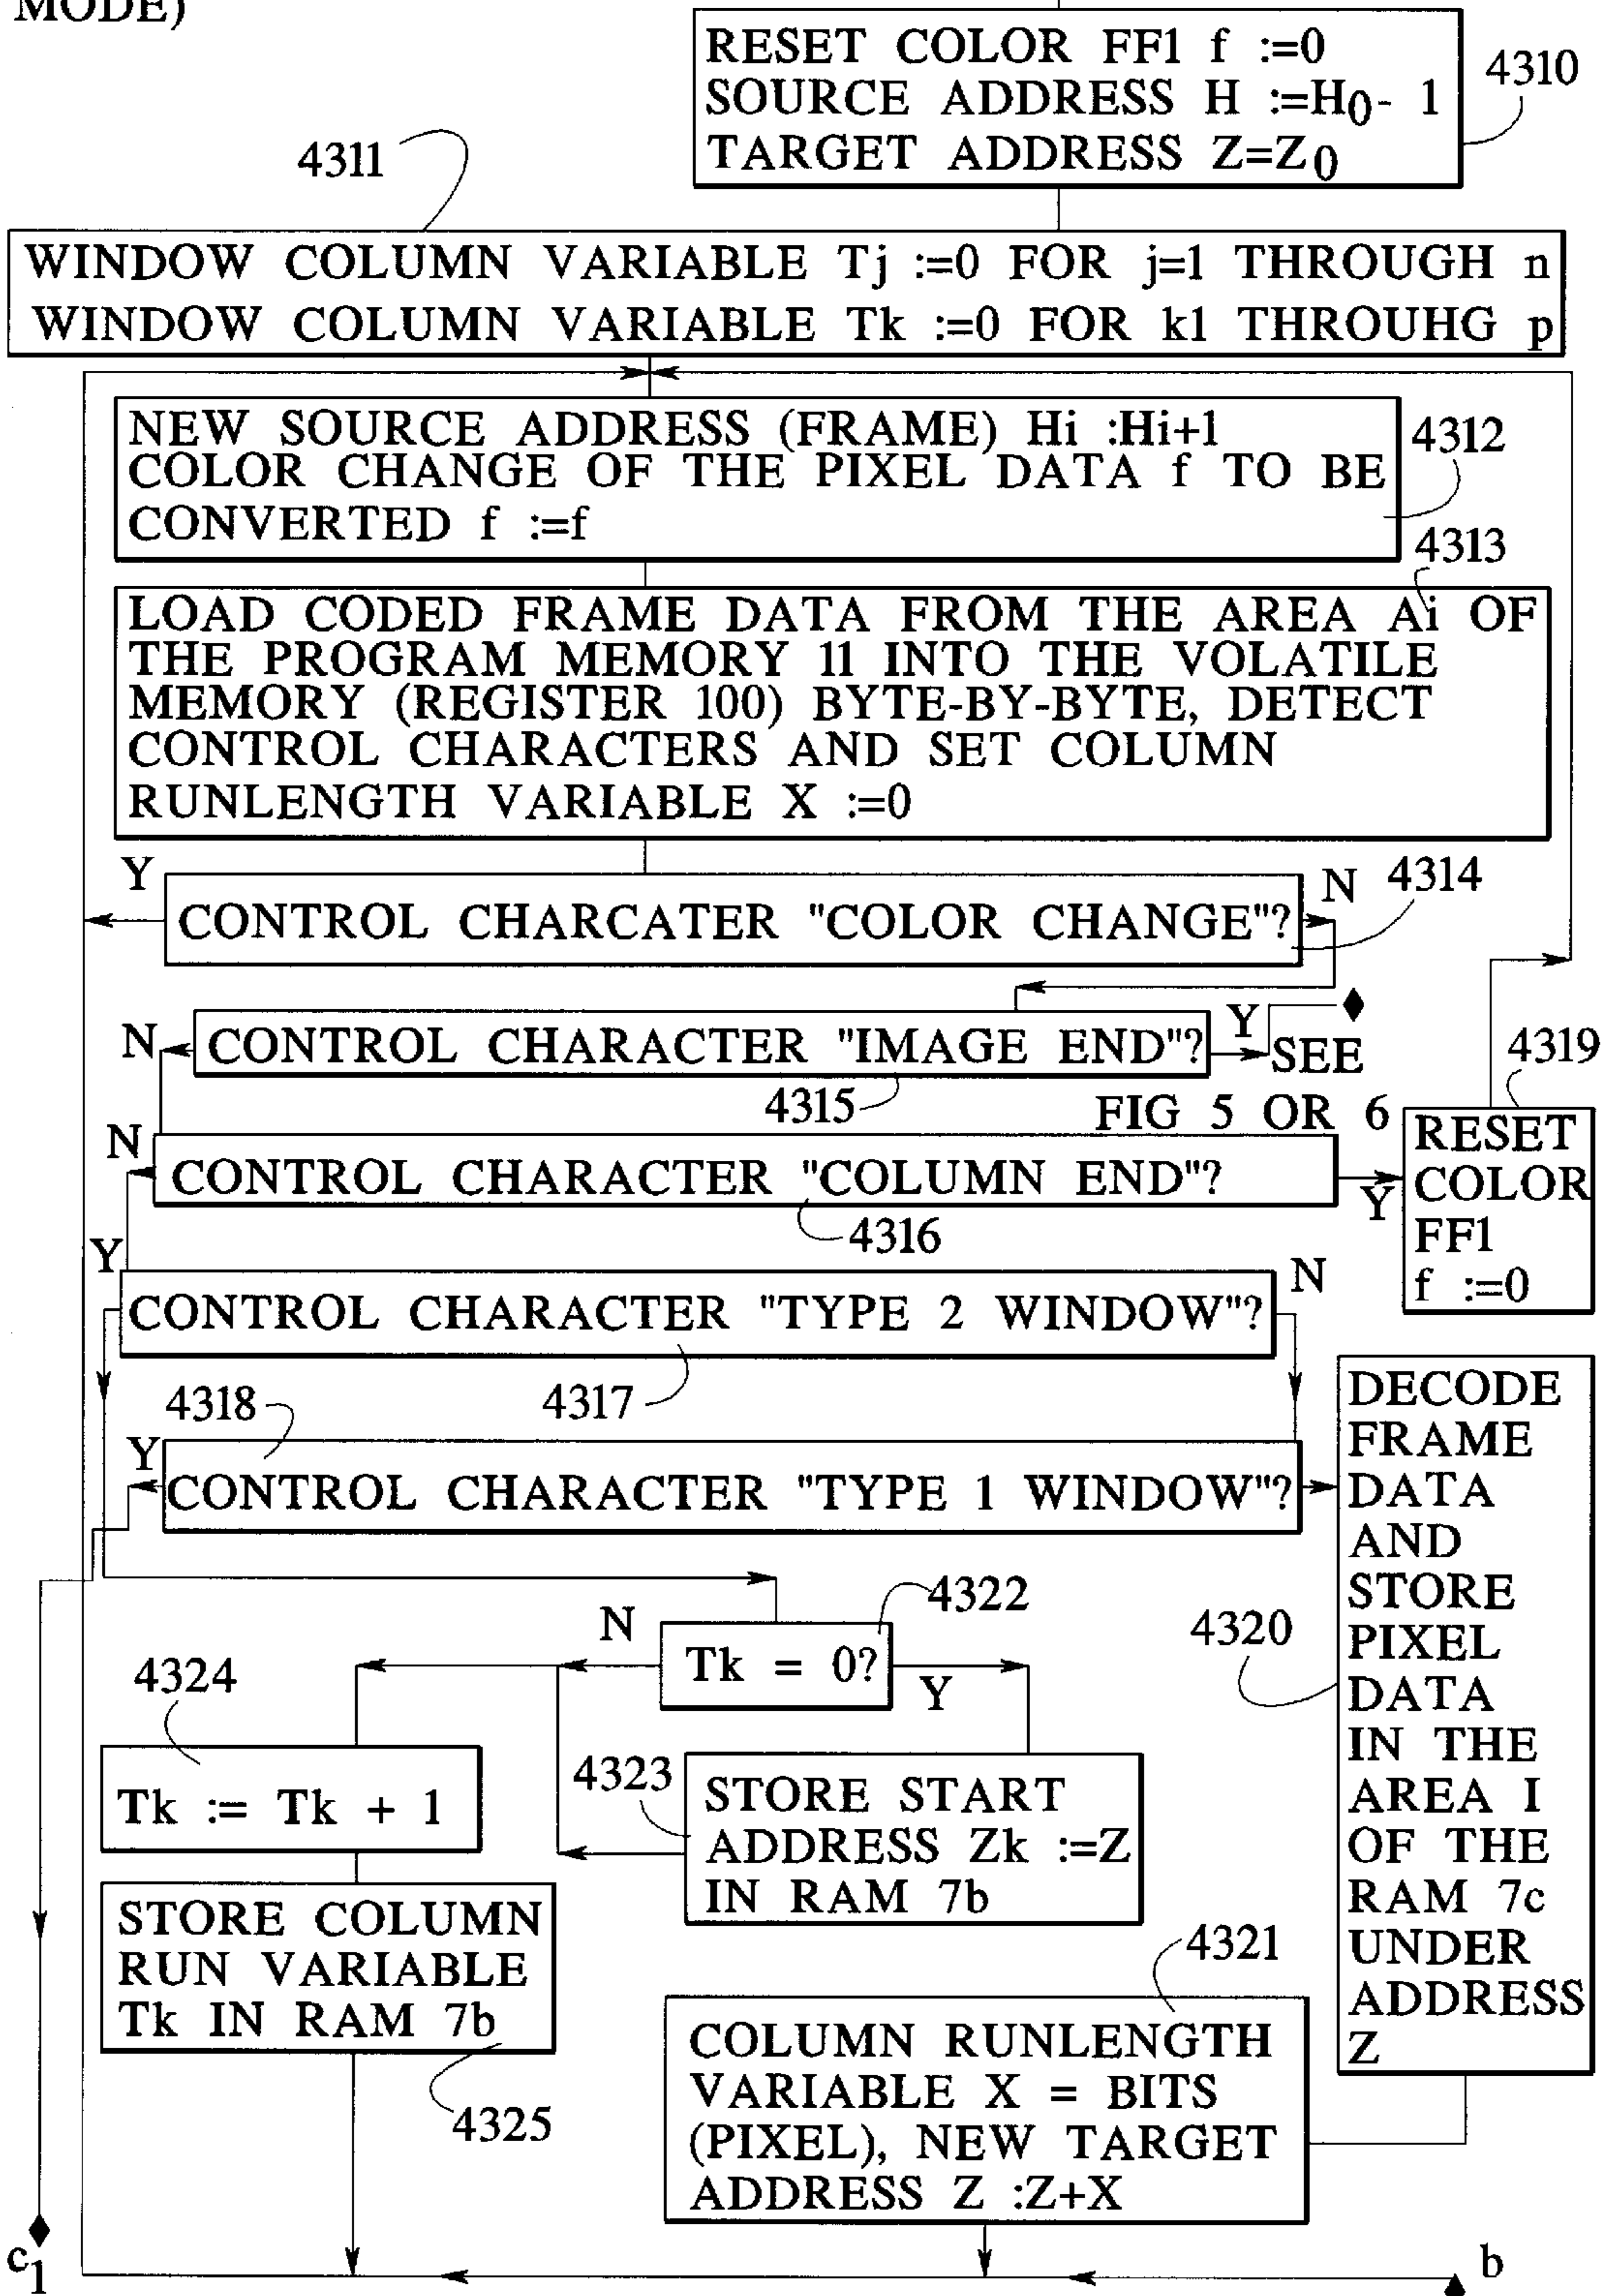 MODE)
RESET COLOR FF1 f :=0
SOURCE ADDRESS H :=H0- 1
TARGET ADDRESS Z=Z0
4310
4311
WINDOW COLUMN VARIABLE Tj :=0 FOR j=1 THROUGH n
WINDOW COLUMN VARIABLE Tk :=0 FOR k1 THROUHG p
NEW SOURCE ADDRESS (FRAME) Hi :Hi+1
COLOR CHANGE OF THE PIXEL DATA f TO BE
CONVERTED f :=f
4312
4313
LOAD CODED FRAME DATA FROM THE AREA Ai OF
THE PROGRAM MEMORY 11 INTO THE VOLATILE
MEMORY (REGISTER 100) BYTE-BY-BYTE, DETECT
CONTROL CHARACTERS AND SET COLUMN
RUNLENGTH VARIABLE X :=0
Y
CONTROL CHARCATER "COLOR CHANGE"?
N
4314
N
CONTROL CHARACTER "IMAGE END"?
Y
SEE
FIG 5 OR 6
4315
4319
RESET
COLOR
FF1
f :=0
N
CONTROL CHARACTER "COLUMN END"?
Y
4316
Y
CONTROL CHARACTER "TYPE 2 WINDOW"?
N
4317
4318
Y
CONTROL CHARACTER "TYPE 1 WINDOW"?
DECODE
FRAME
DATA
AND
STORE
PIXEL
DATA
IN THE
AREA I
OF THE
RAM 7c
UNDER
ADDRESS
Z
4320
4322
N
Tk = 0?
Y
4324
Tk := Tk + 1
4323
STORE START
ADDRESS Zk :=Z
IN RAM 7b
STORE COLUMN
RUN VARIABLE
Tk IN RAM 7b
4325
4321
COLUMN RUNLENGTH
VARIABLE X = BITS
(PIXEL), NEW TARGET
ADDRESS Z :Z+X
c1
b